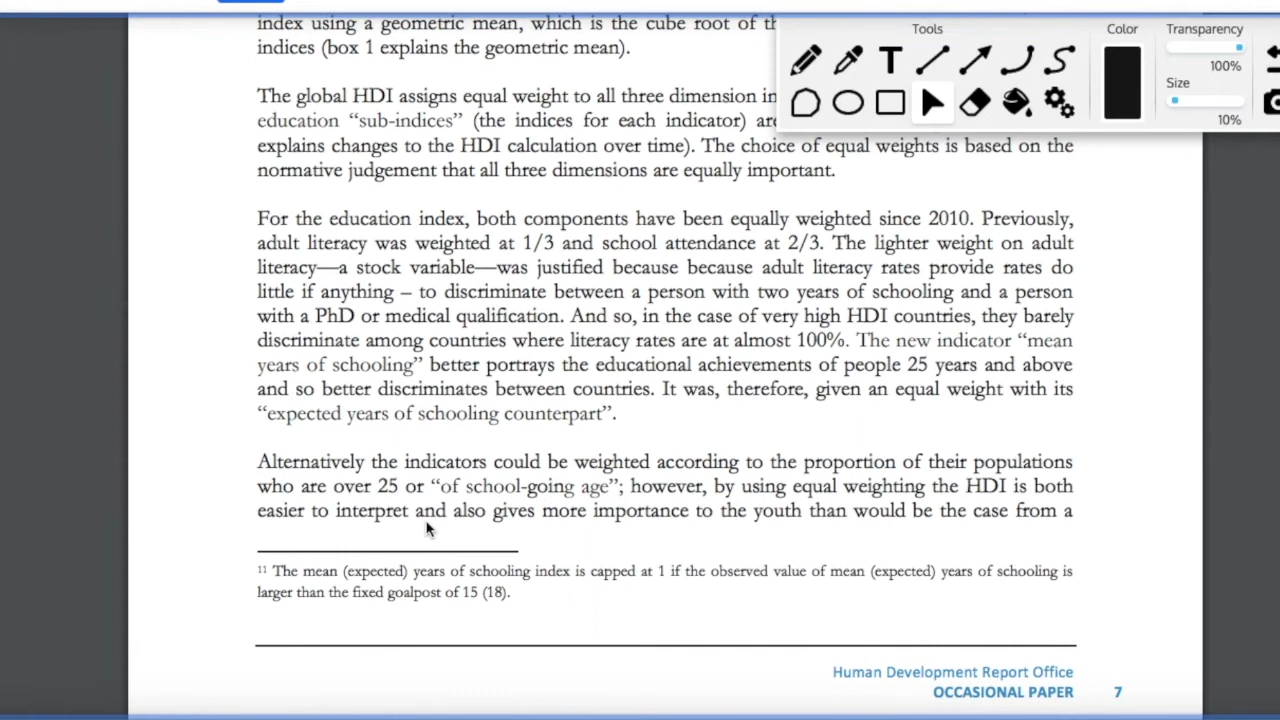 index using a geometric mean, which is the cube root of th
indices (box 1 explains the geometric mean).
The global HDI assigns equal weight to all three dimension in
education “sub-indices” (the indices for each indicator) are
explains changes to the HDI calculation over time). The choice of equal weights is based on the
normative judgement that all three dimensions are equally important.
For the education index, both components have been equally weighted since 2010. Previously,
adult literacy was weighted at 1/3 and school attendance at 2/3. The lighter weight on adult
literacy—a stock variable—was justified because because adult literacy rates provide rates do
little if anything – to discriminate between a person with two years of schooling and a person
with a PhD or medical qualification. And so, in the case of very high HDI countries, they barely
discriminate among countries where literacy rates are at almost 100%. The new indicator “mean
years of schooling” better portrays the educational achievements of people 25 years and above
and so better discriminates between countries. It was, therefore, given an equal weight with its
“expected years of schooling counterpart”.
Alternatively the indicators could be weighted according to the proportion of their populations
who are over 25 or “of school-going age”; however, by using equal weighting the HDI is both
easier to interpret and also gives more importance to the youth than would be the case from a
11 The mean (expected) years of schooling index is capped at 1 if the observed value of mean (expected) years of schooling is
larger than the fixed goalpost of 15 (18).
Human Development Report Office
OCCASIONAL PAPER 7
Tools
Color
Transparency
100%
Size
10%
T